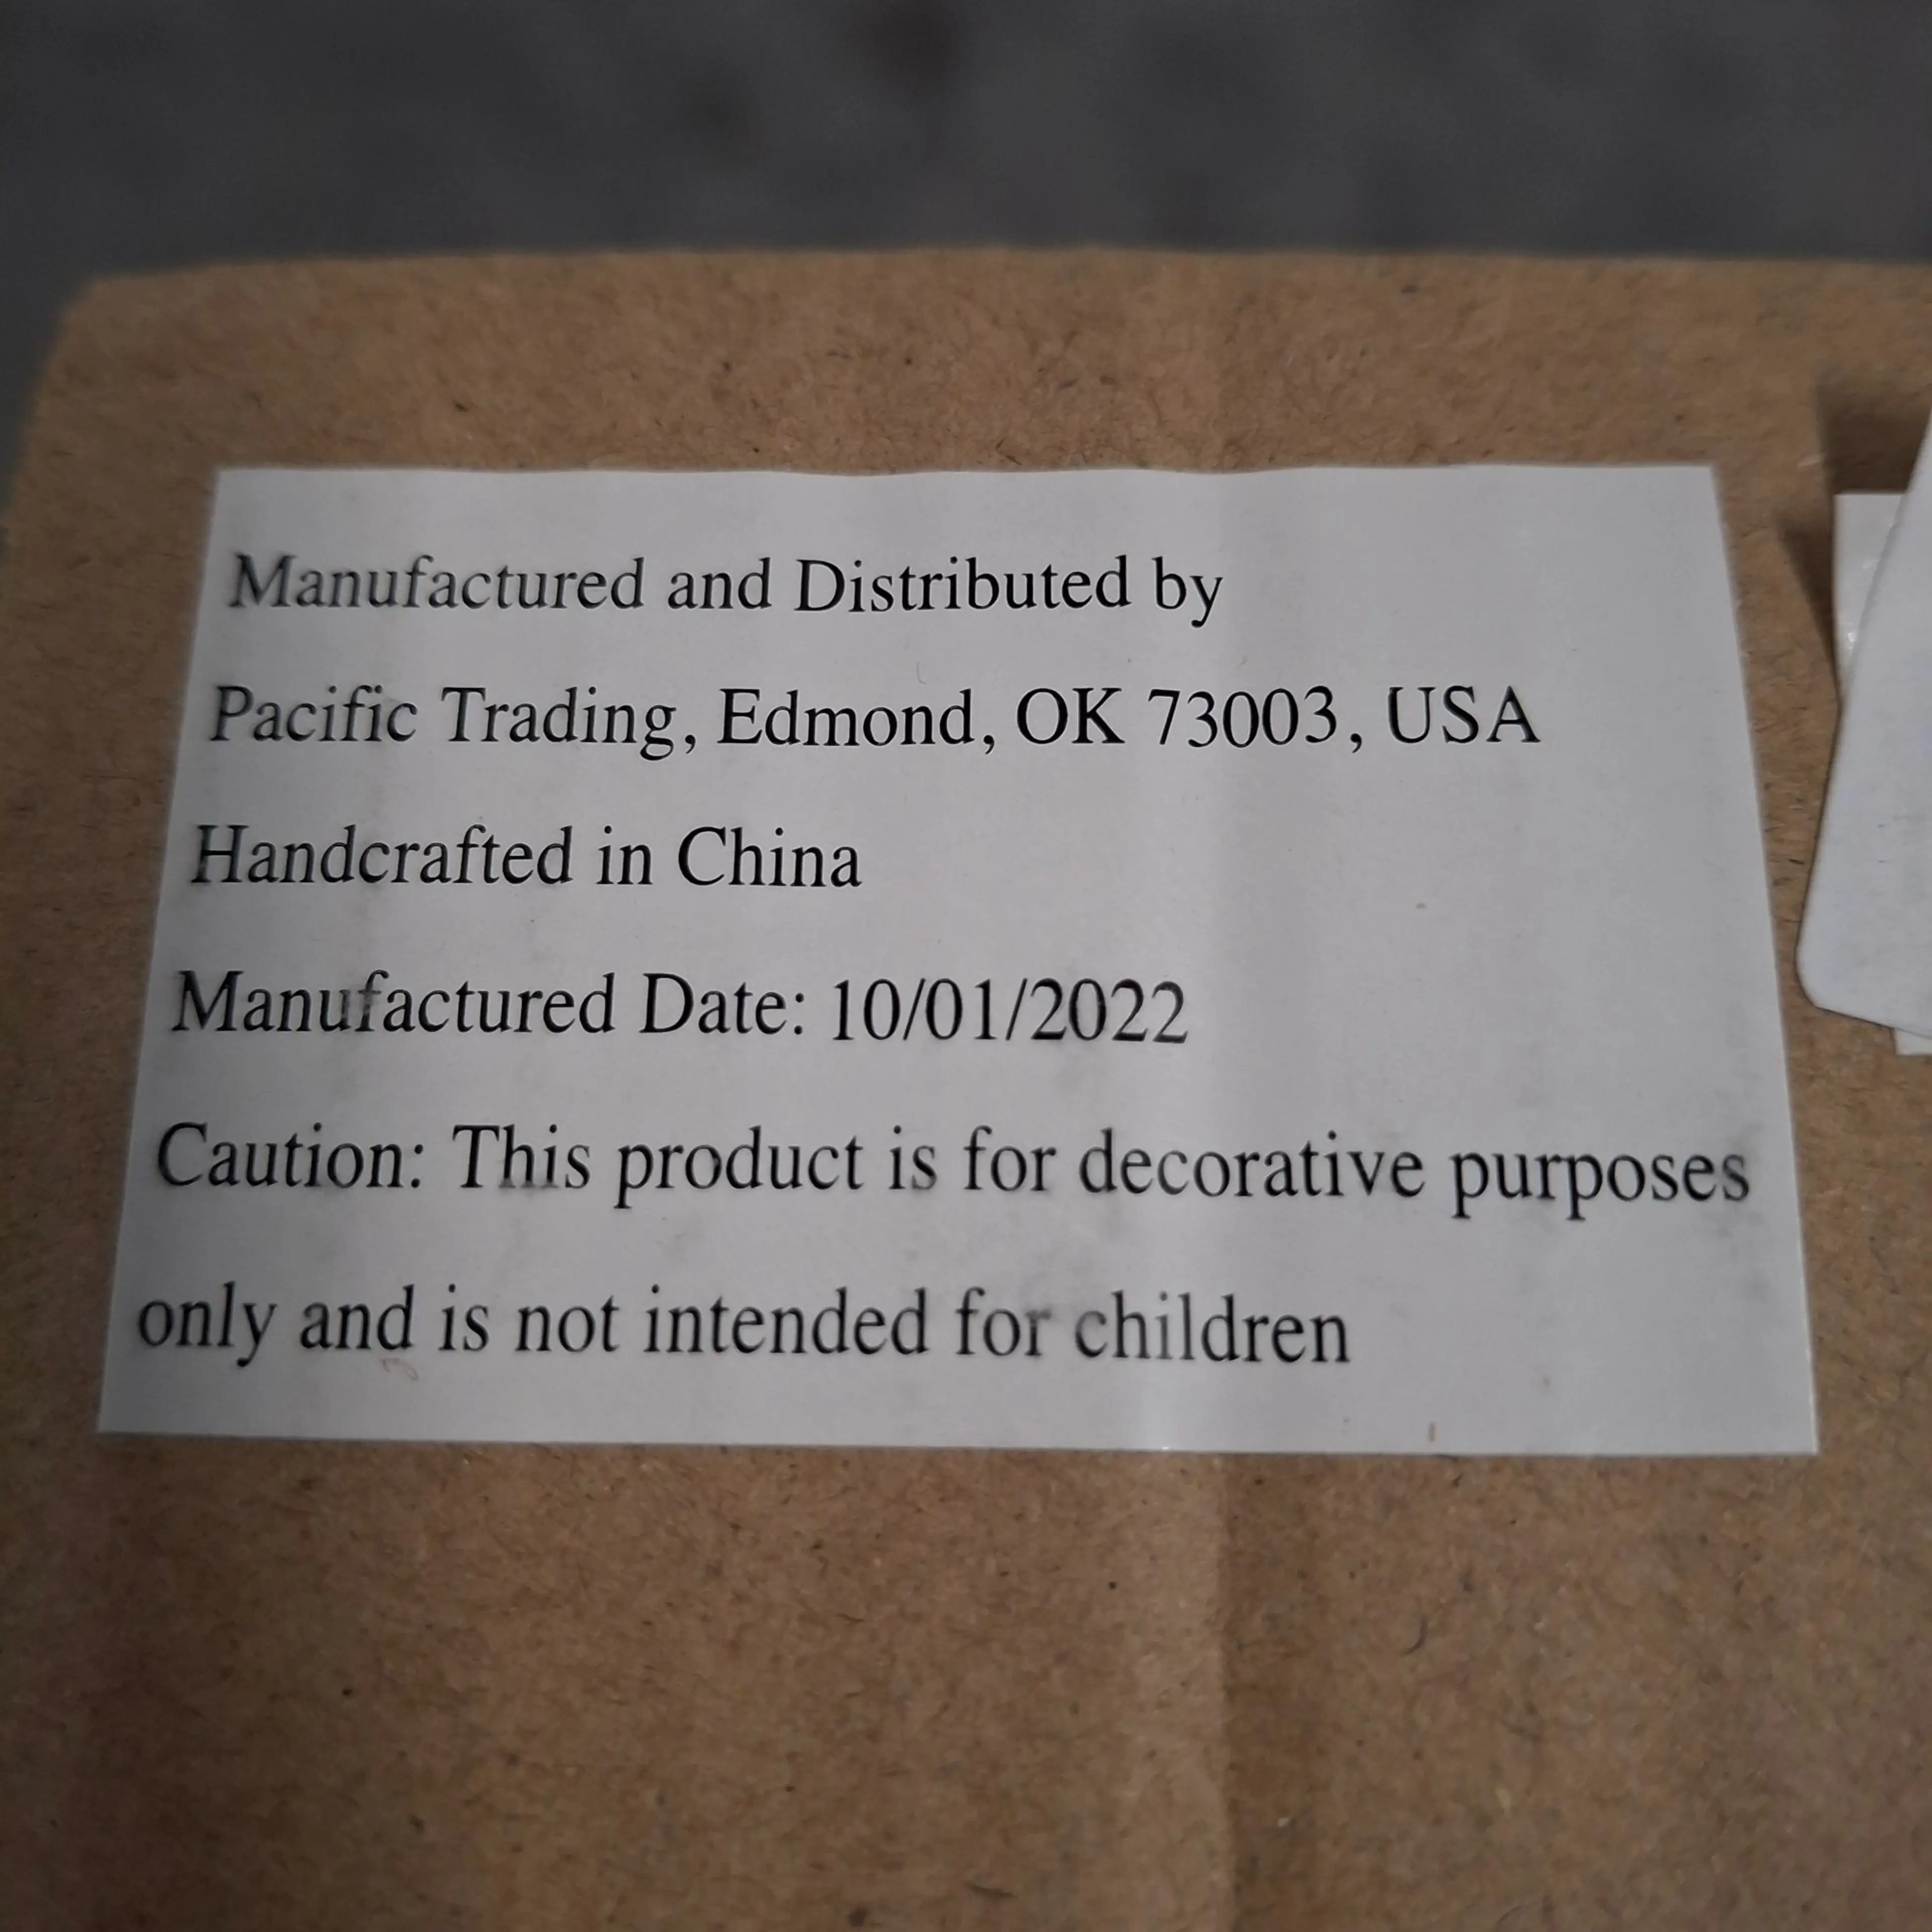 Manufactured and Distributed by
Pacific Trading, Edmond, OK 73003, USA
Handcrafted in China
Manufactured Date: 10/01/2022
Caution: This product is for decorative purposes
only and is not intended for children